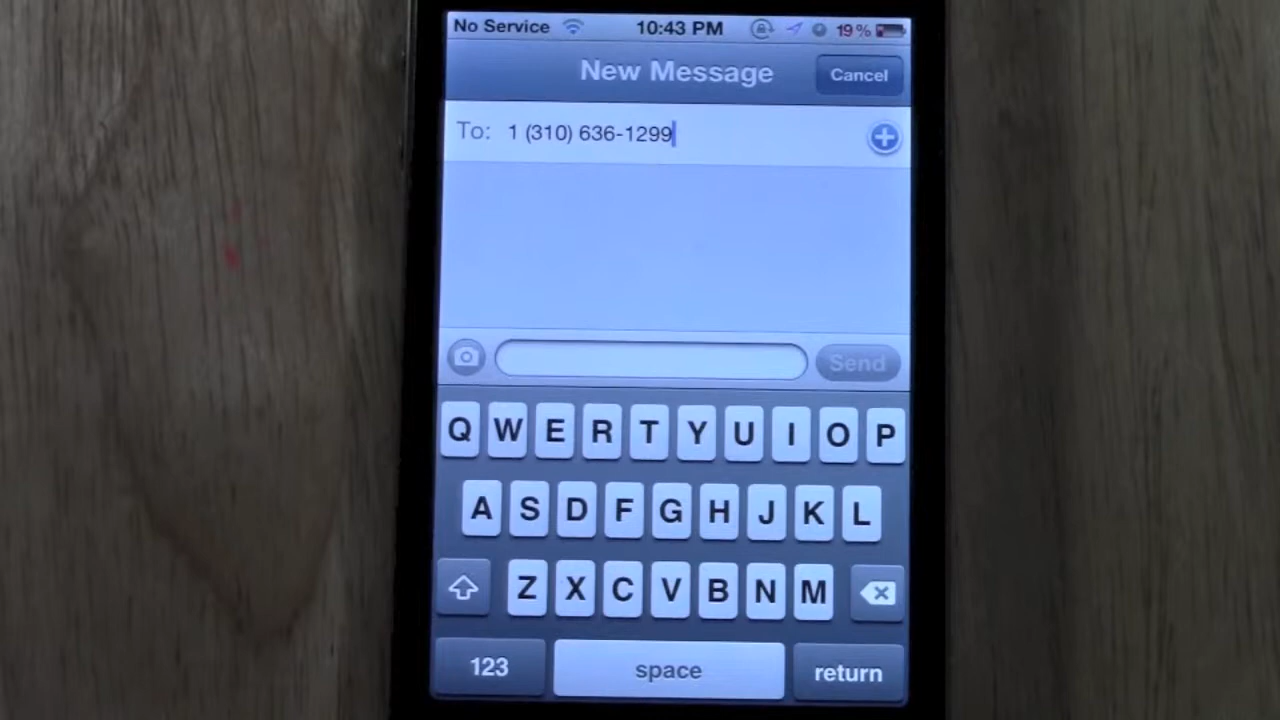 No Service 10:43 PM 19%
New Message Cancel
To: 1 (310) 636-1299
Send
Q W E R T Y U I O P
A S D F G H J K L
Z X C V B N M
123 space return